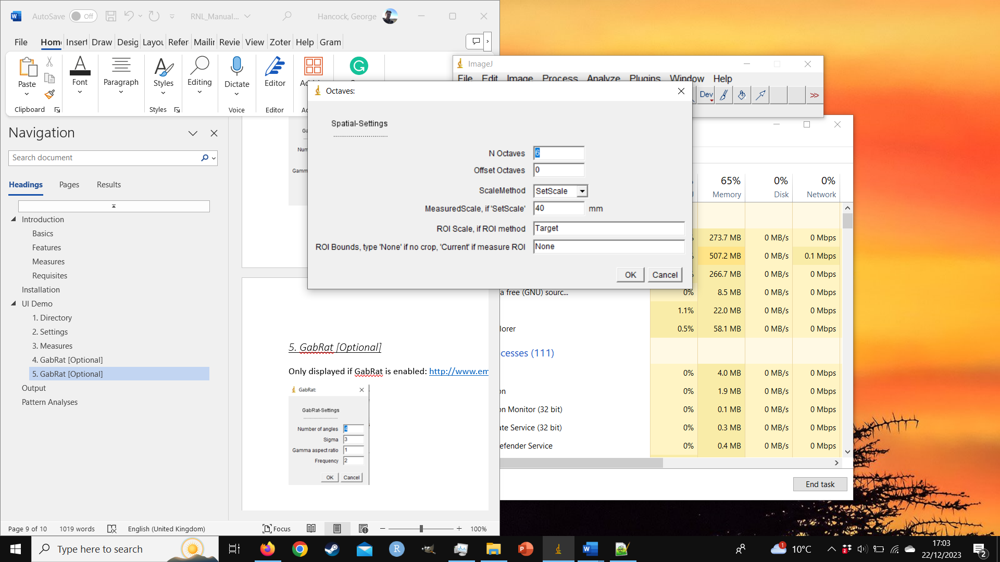 AutoSave Off RNL_Manual... Hancock, George
File Home Insert Draw Desig Layou Refer Mailin Revie View Zoter Help Gram
Paste
Font
Paragraph
Styles
Editing
Dictate
Editor
Clipboard
Styles
Voice
Editor
ImageJ
File Edit Image Process Analyze Plugins Window Help
Dev
>>
Octaves:
Spatial-Settings
N Octaves 6
Offset Octaves 0
ScaleMethod SetScale
MeasuredScale, if 'SetScale' 40 mm
ROI Scale, if ROI method Target
ROI Bounds, type 'None' if no crop, 'Current' if measure ROI None
OK Cancel
Navigation
Search document
Headings Pages Results
Introduction
Basics
Features
Measures
Requisites
Installation
UI Demo
1. Directory
2. Settings
3. Measures
4. GabRat [Optional]
5. GabRat [Optional]
Output
Pattern Analyses
5. GabRat [Optional]
Only displayed if GabRat is enabled: http://www.em
GabRat:
GabRat-Settings
Number of angles 4
Sigma 3
Gamma aspect ratio 1
Frequency 2
OK Cancel
65% 0% 0%
Memory Disk Network
273.7 MB 0 MB/s 0 Mbps
507.2 MB 0 MB/s 0.1 Mbps
266.7 MB 0 MB/s 0 Mbps
a free (GNU) sourc... 0% 8.5 MB 0 MB/s 0 Mbps
1.1% 22.0 MB 0 MB/s 0 Mbps
lorer 0.5% 58.1 MB 0 MB/s 0 Mbps
cesses (111)
0% 4.0 MB 0 MB/s 0 Mbps
on 0% 1.9 MB 0 MB/s 0 Mbps
on Monitor (32 bit) 0% 0.1 MB 0 MB/s 0 Mbps
ate Service (32 bit) 0% 0.3 MB 0 MB/s 0 Mbps
efender Service 0% 0.4 MB 0 MB/s 0 Mbps
End task
Page 9 of 10 1019 words English (United Kingdom) Focus 100%
Type here to search
1 10°C
17:03
22/12/2023
2